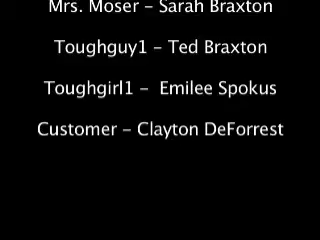 Mrs. Moser - Sarah Braxton
Toughguy1 - Ted Braxton
Toughgirl1 - Emilee Spokus
Customer - Clayton DeForrest